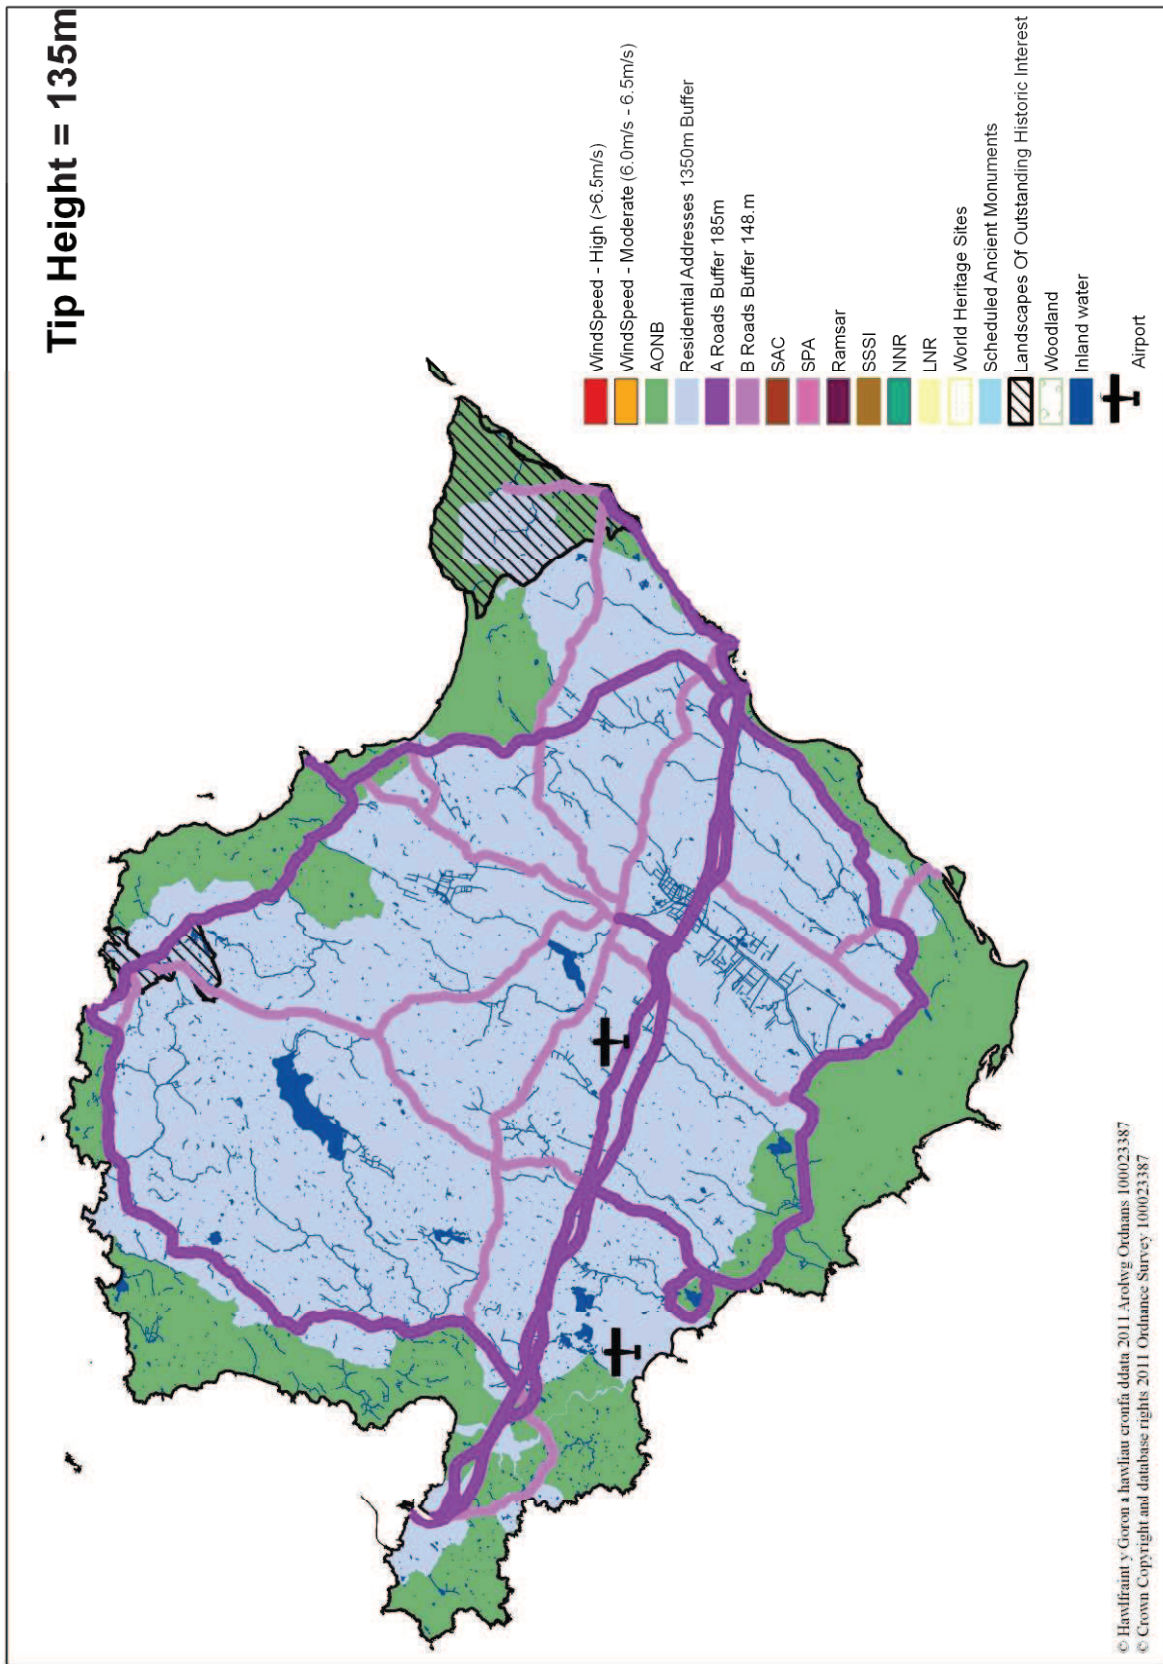 Tip Height = 135m
WindSpeed - High (>6.5m/s)
WindSpeed - Moderate (6.0m/s - 6.5m/s)
AONB
Residential Addresses 1350m Buffer
A Roads Buffer 185m
B Roads Buffer 148.m
SAC
SPA
Ramsar
SSSI
NNR
LNR
World Heritage Sites
Scheduled Ancient Monuments
Landscapes Of Outstanding Historic Interest
Woodland
Inland water
Airport
© Hawlfraint y Goron a hawliau cronfa ddata 2011 Arolwg Ordnans 100023387
© Crown Copyright and database rights 2011 Ordnance Survey 100023387